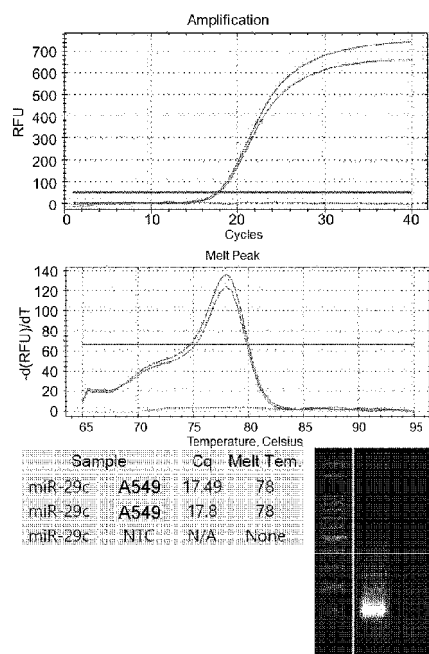 Amplification
700
600
500
400
300
200
100
0
RFU
0 10 20 30 40
Cycles
Melt Peak
140
120
100
80
60
40
20
0
-d(RFU)/dT
65 70 75 80 85 90 95
Temperature, Celsius
Sample Cq Melt Tem.
miR-29c A549 17.49 78
miR-29c A549 17.8 78
miR-29c NTC N/A None